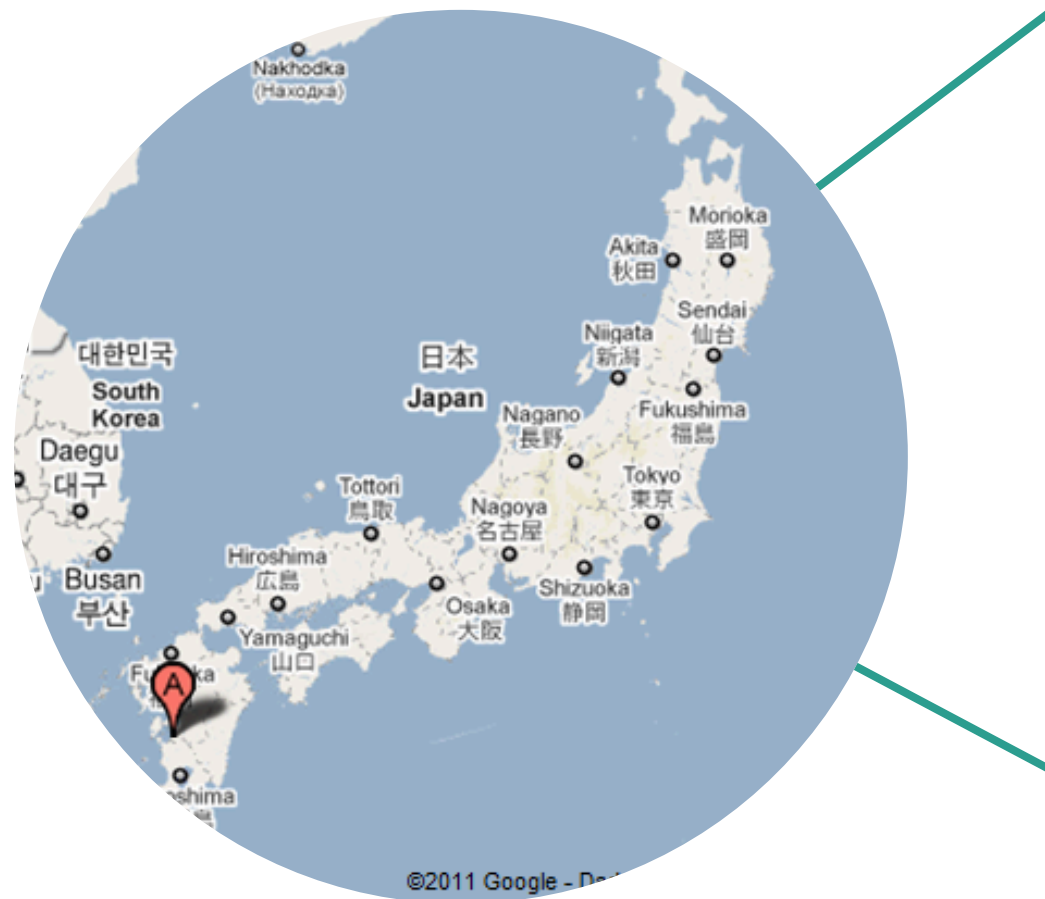 Nakhodka
(Находка)
Morioka
盛岡
Akita
秋田
Sendai
仙台
Niigata
新潟
대한민국
South
Korea
日本
Japan
Nagano
長野
Fukushima
福島
Daegu
대구
Tottori
鳥取
Tokyo
東京
Nagoya
名古屋
Hiroshima
広島
Busan
부산
Shizuoka
静岡
Osaka
大阪
Yamaguchi
山口
A
©2011 Google -